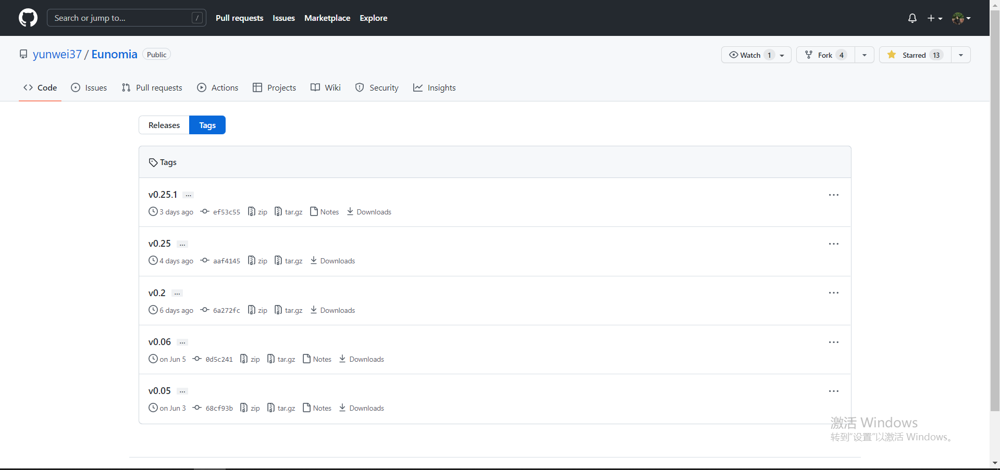 Search or jump to... / Pull requests Issues Marketplace Explore
yunwei37 / Eunomia Public Watch 1 Fork 4 Starred 13
Code Issues Pull requests Actions Projects Wiki Security Insights
Releases Tags
Tags
v0.25.1 ...
3 days ago ef53c55 zip tar.gz Notes Downloads
v0.25 ...
4 days ago aaf4145 zip tar.gz Downloads
v0.2 ...
6 days ago 6a272fc zip tar.gz Downloads
v0.06 ...
on Jun 5 0d5c241 zip tar.gz Notes Downloads
v0.05 ...
on Jun 3 68cf93b zip tar.gz Notes Downloads
激活 Windows
转到“设置”以激活 Windows。